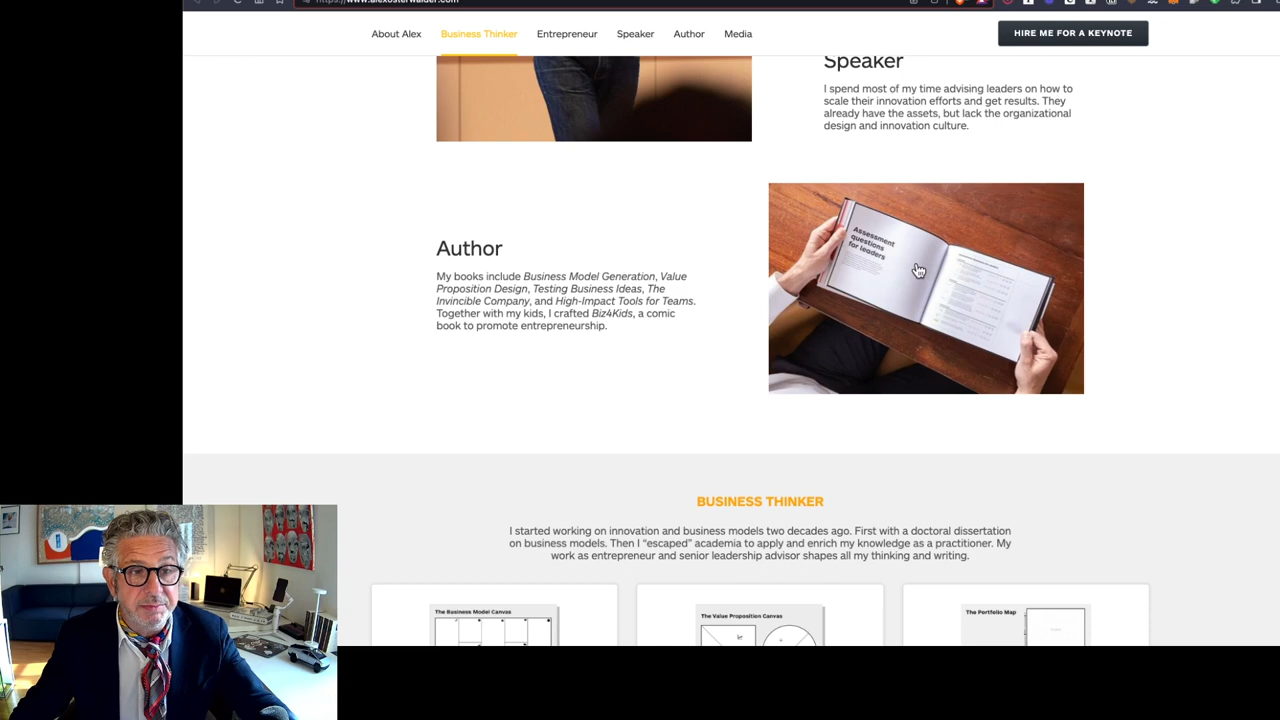 https://www.alexosterwalder.com
About Alex Business Thinker Entrepreneur Speaker Author Media HIRE ME FOR A KEYNOTE
Speaker
I spend most of my time advising leaders on how to
scale their innovation efforts and get results. They
already have the assets, but lack the organizational
design and innovation culture.
Assessment
questions
for leaders
Author
My books include Business Model Generation, Value
Proposition Design, Testing Business Ideas, The
Invincible Company, and High-Impact Tools for Teams.
Together with my kids, I crafted Biz4Kids, a comic
book to promote entrepreneurship.
BUSINESS THINKER
I started working on innovation and business models two decades ago. First with a doctoral dissertation
on business models. Then I “escaped” academia to apply and enrich my knowledge as a practitioner. My
work as entrepreneur and senior leadership advisor shapes all my thinking and writing.
The Business Model Canvas
The Value Proposition Canvas
The Portfolio Map